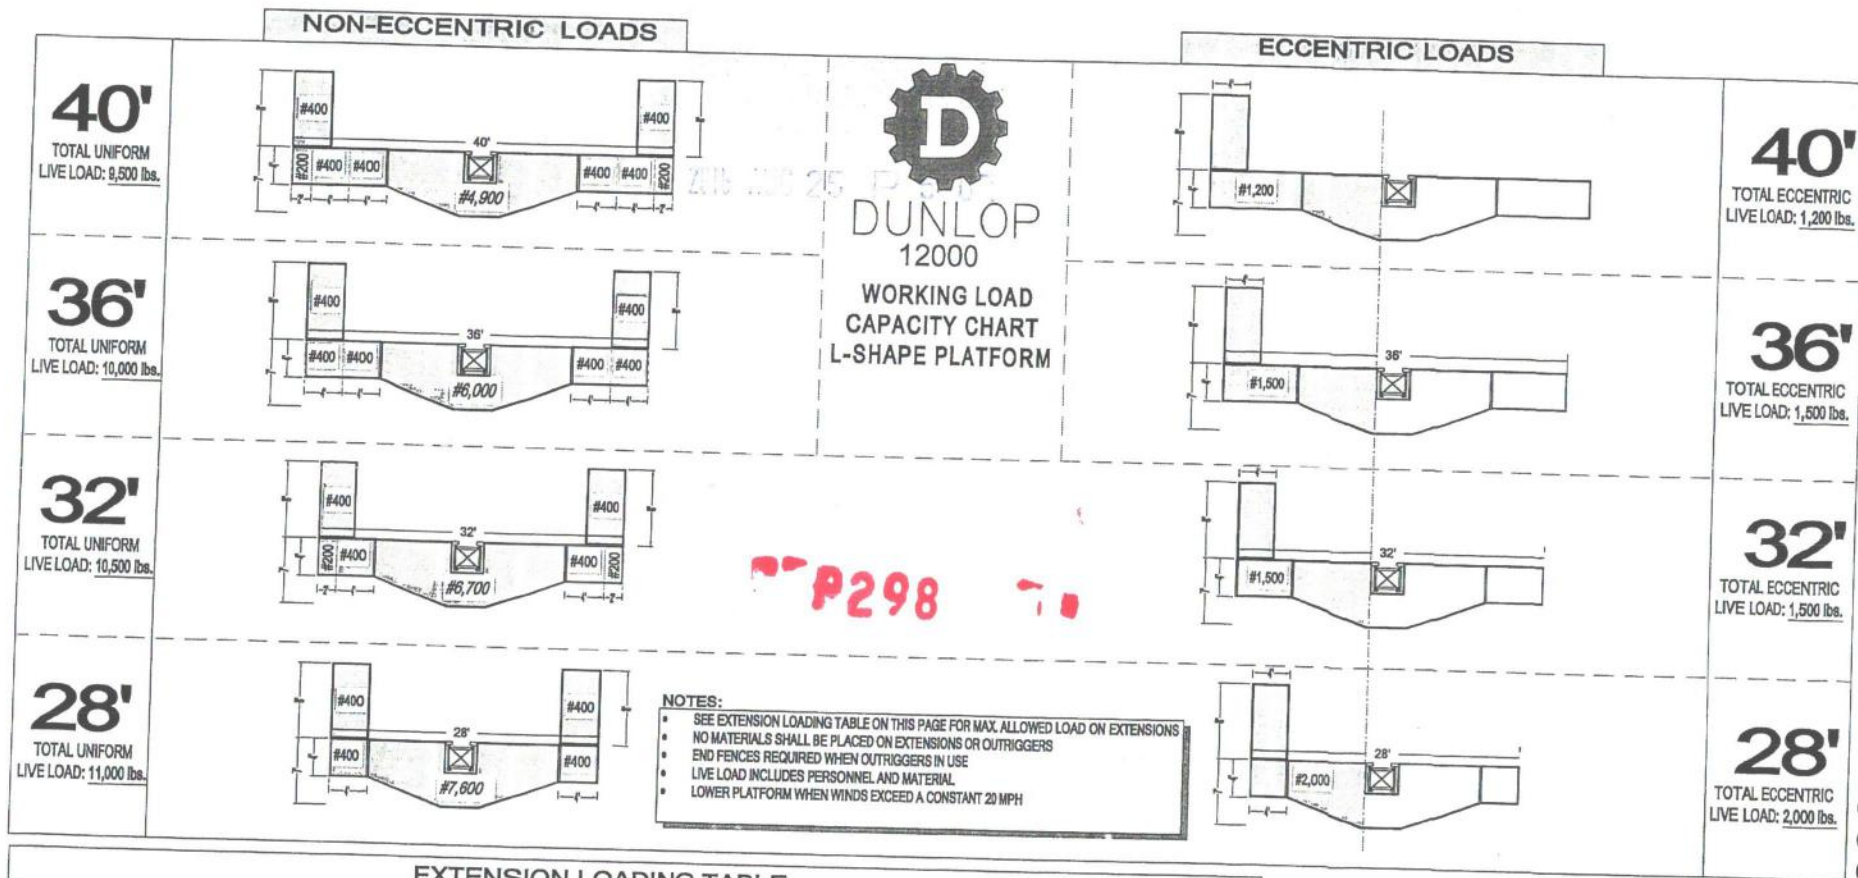 NON-ECCENTRIC LOADS
ECCENTRIC LOADS
40'
TOTAL UNIFORM
LIVE LOAD: 9,500 lbs.
#400
#400
40'
#200 #400 #400
#4,900
#400 #400 #200
36'
TOTAL UNIFORM
LIVE LOAD: 10,000 lbs.
#400
#400
36'
#400 #400
#6,000
#400 #400
32'
TOTAL UNIFORM
LIVE LOAD: 10,500 lbs.
#400
#400
32'
#200 #400
#6,700
#400 #200
28'
TOTAL UNIFORM
LIVE LOAD: 11,000 lbs.
#400
#400
28'
#400
#7,600
#400
D
DUNLOP
12000
WORKING LOAD
CAPACITY CHART
L-SHAPE PLATFORM
P298
NOTES:
SEE EXTENSION LOADING TABLE ON THIS PAGE FOR MAX. ALLOWED LOAD ON EXTENSIONS
NO MATERIALS SHALL BE PLACED ON EXTENSIONS OR OUTRIGGERS
END FENCES REQUIRED WHEN OUTRIGGERS IN USE
LIVE LOAD INCLUDES PERSONNEL AND MATERIAL
LOWER PLATFORM WHEN WINDS EXCEED A CONSTANT 20 MPH
#1,200
40'
TOTAL ECCENTRIC
LIVE LOAD: 1,200 lbs.
36'
#1,500
36'
TOTAL ECCENTRIC
LIVE LOAD: 1,500 lbs.
32'
#1,500
32'
TOTAL ECCENTRIC
LIVE LOAD: 1,500 lbs.
28'
#2,000
28'
TOTAL ECCENTRIC
LIVE LOAD: 2,000 lbs.
EXTENSION LOADING TABLE